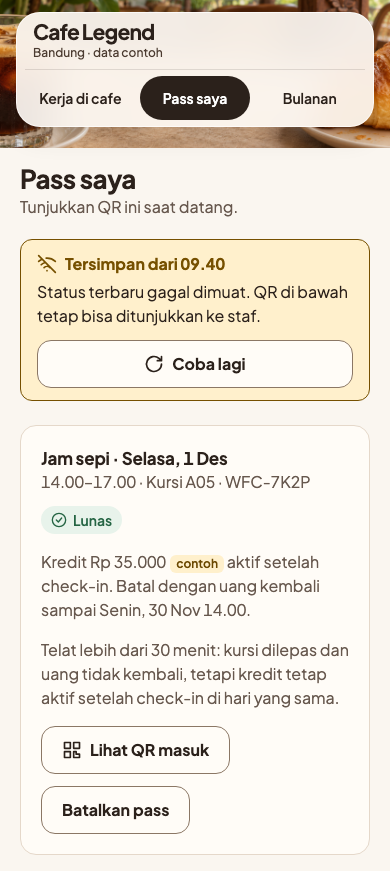 Cafe Legend
Bandung · data contoh
Kerja di cafe
Pass saya
Bulanan
Pass saya
Tunjukkan QR ini saat datang.
Tersimpan dari 09.40
Status terbaru gagal dimuat. QR di bawah
tetap bisa ditunjukkan ke staf.
Coba lagi
Jam sepi · Selasa, 1 Des
14.00–17.00 · Kursi A05 · WFC-7K2P
Lunas
Kredit Rp 35.000 contoh aktif setelah
check-in. Batal dengan uang kembali
sampai Senin, 30 Nov 14.00.
Telat lebih dari 30 menit: kursi dilepas dan
uang tidak kembali, tetapi kredit tetap
aktif setelah check-in di hari yang sama.
Lihat QR masuk
Batalkan pass